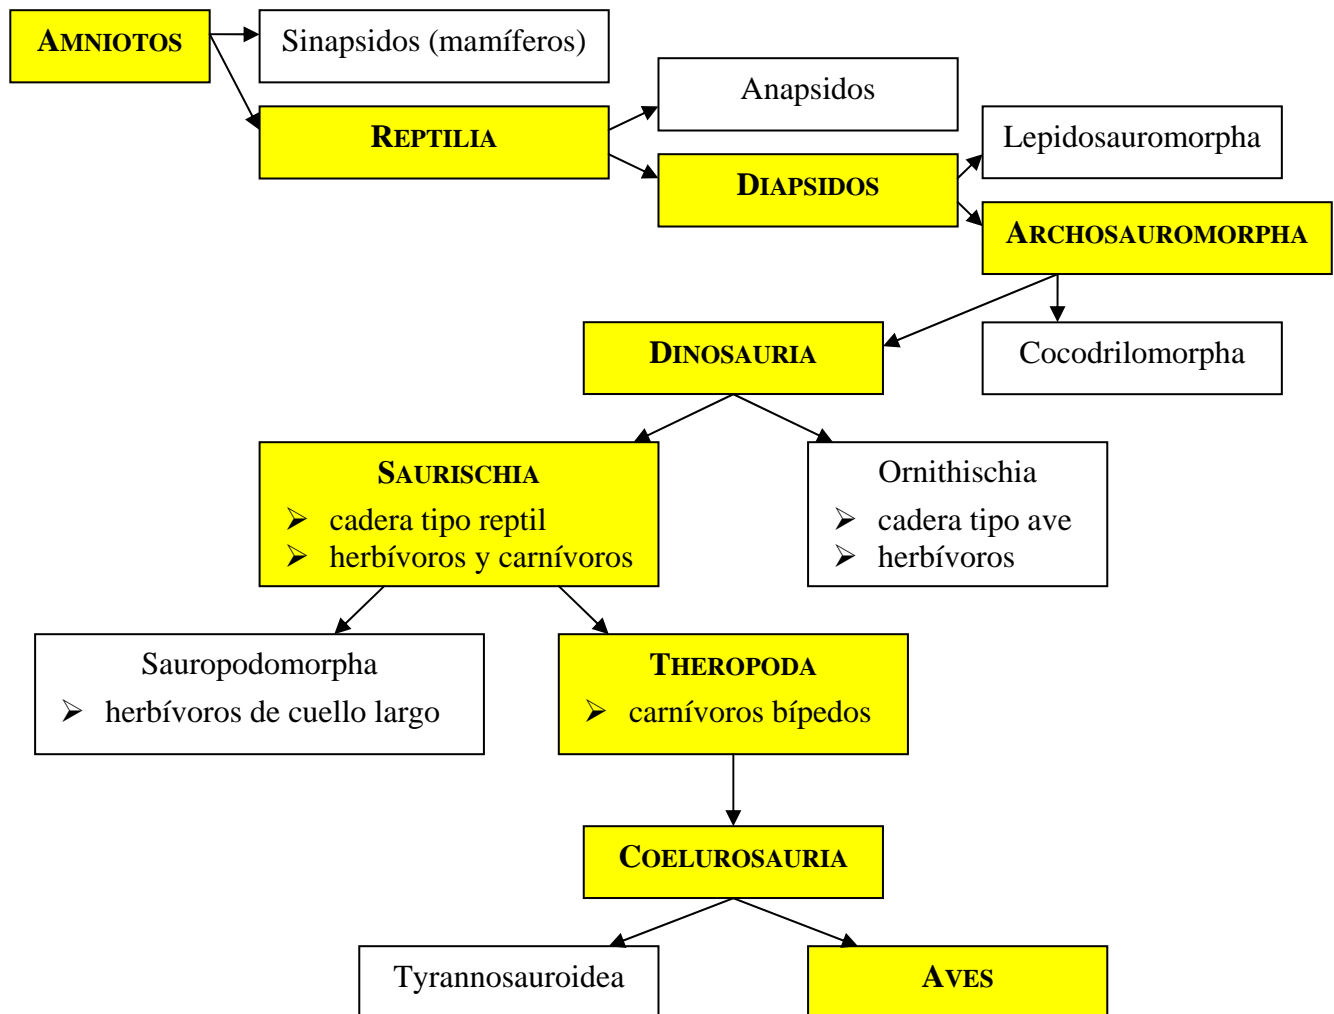 AMNIOTOS
Sinapsidos (mamíferos)
Anapsidos
REPTILIA
Lepidosauromorpha
DIAPSIDOS
ARCHOSAUROMORPHA
DINOSAURIA
Cocodrilomorpha
SAURISCHIA
➢ cadera tipo reptil
➢ herbívoros y carnívoros
Ornithischia
➢ cadera tipo ave
➢ herbívoros
Sauropodomorpha
➢ herbívoros de cuello largo
THEROPODA
➢ carnívoros bípedos
COELUROSAURIA
Tyrannosauroidea
AVES